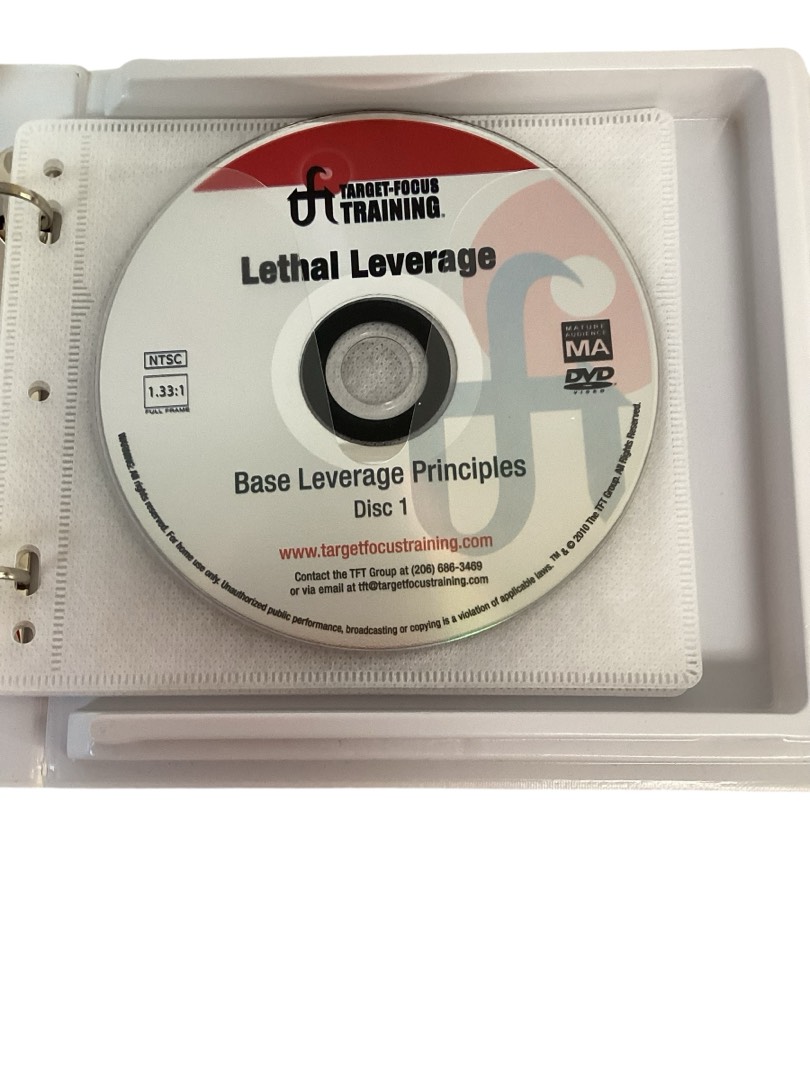 TARGET-FOCUS
TRAINING®
Lethal Leverage
NTSC
1.33:1
FULL FRAME
MATURE
AUDIENCE
MA
DVD
VIDEO
Base Leverage Principles
Disc 1
www.targetfocustraining.com
Contact the TFT Group at (206) 686-3469
or via email at tft@targetfocustraining.com
WARNING: All rights reserved. For home use only. Unauthorized public performance, broadcasting or copying is a violation of applicable laws. ™ & © 2010 The TFT Group. All Rights Reserved.